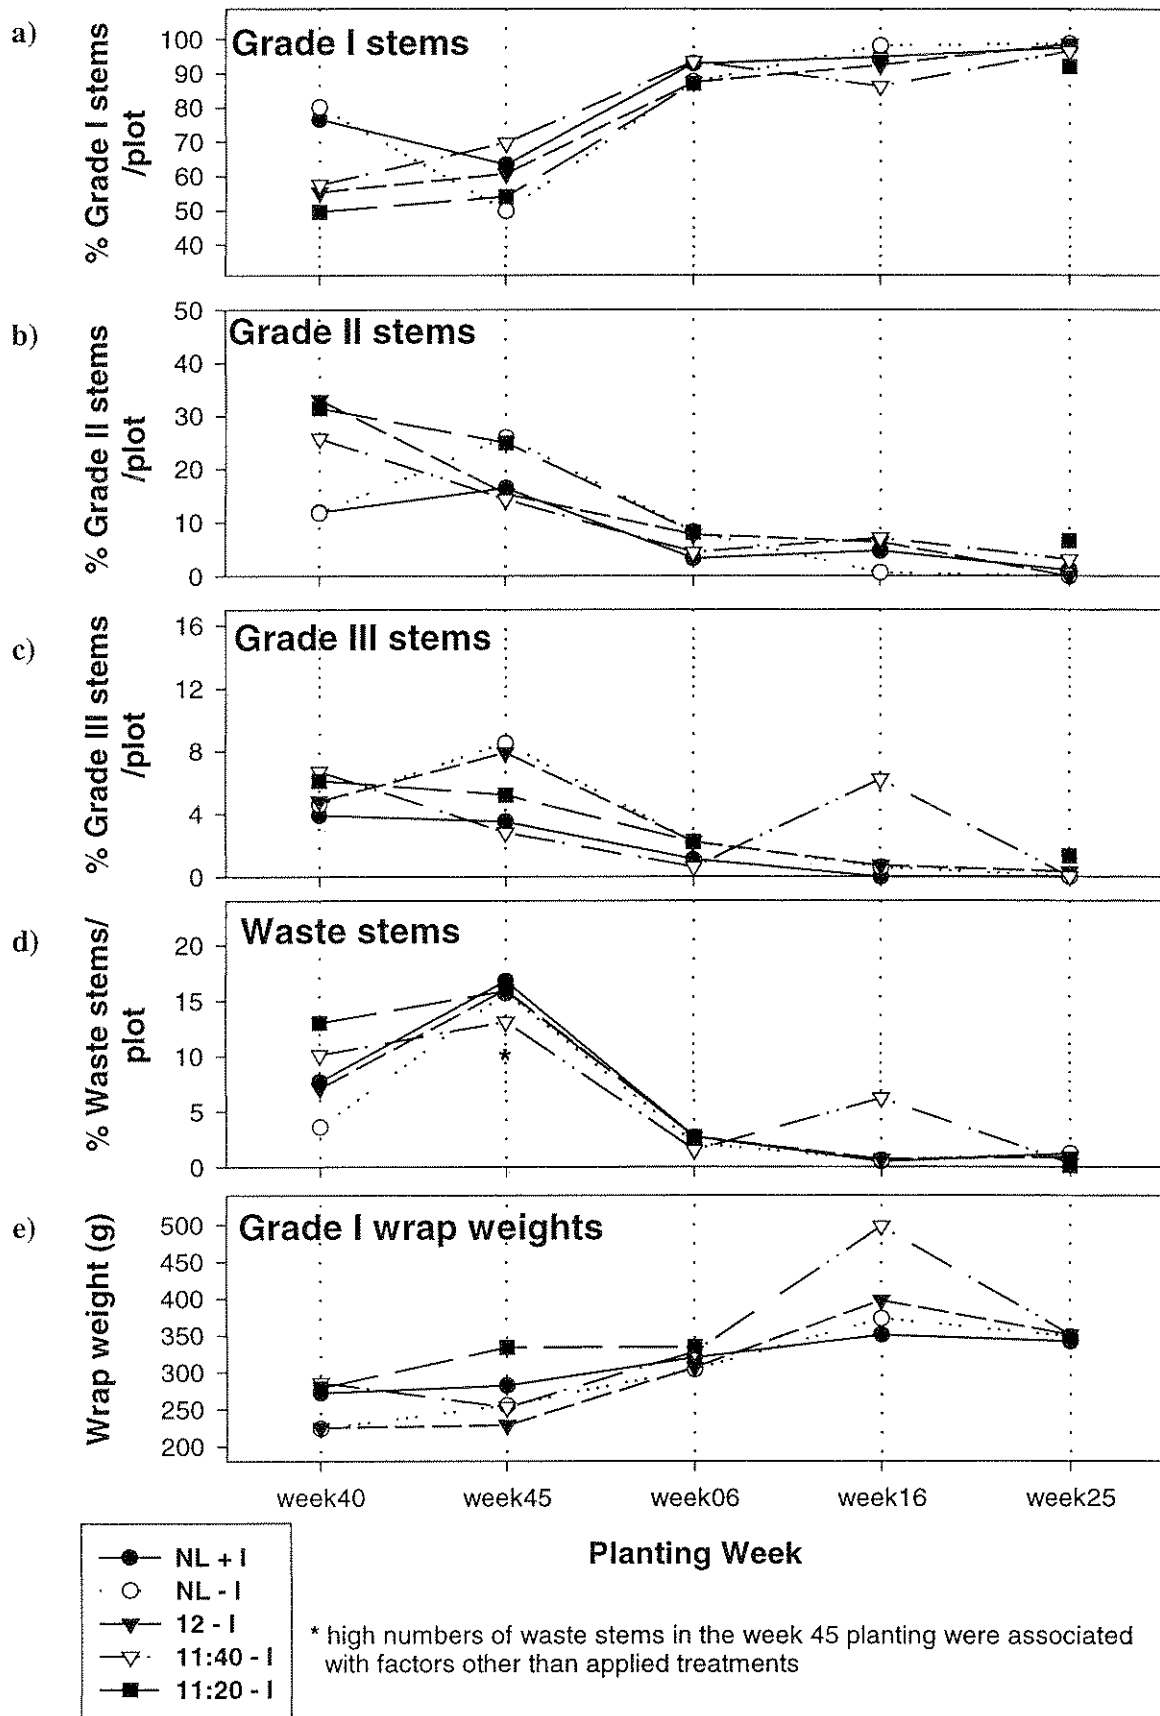 a)
% Grade I stems
/plot
100
90
80
70
60
50
40
Grade I stems
b)
% Grade II stems
/plot
50
40
30
20
10
0
Grade II stems
c)
% Grade III stems
/plot
16
12
8
4
0
Grade III stems
d)
% Waste stems/
plot
20
15
10
5
0
Waste stems
*
e)
Wrap weight (g)
500
450
400
350
300
250
200
Grade I wrap weights
week40 week45 week06 week16 week25
Planting Week
NL + I
NL - I
12 - I
11:40 - I
11:20 - I
* high numbers of waste stems in the week 45 planting were associated
with factors other than applied treatments